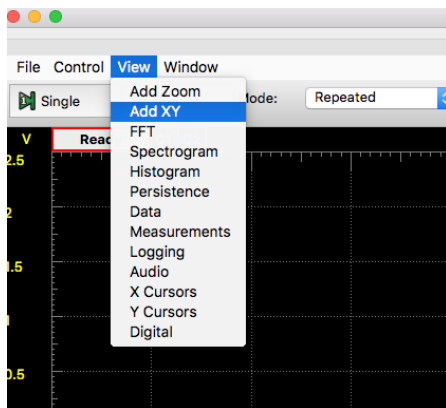 File Control View Window
Single
Mode: Repeated
Add Zoom
Add XY
FFT
Spectrogram
Histogram
Persistence
Data
Measurements
Logging
Audio
X Cursors
Y Cursors
Digital
V
Ready
2.5
2
1.5
1
0.5